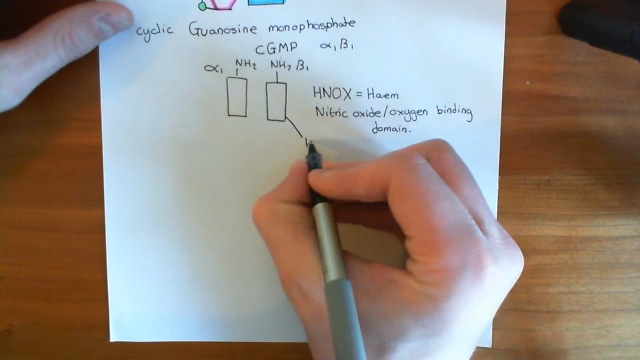 cyclic Guanosine monophosphate
CGMP α₁β₁
α₁ NH₂ NH₂ β₁
HNOX = Haem
Nitric oxide/oxygen binding
domain.